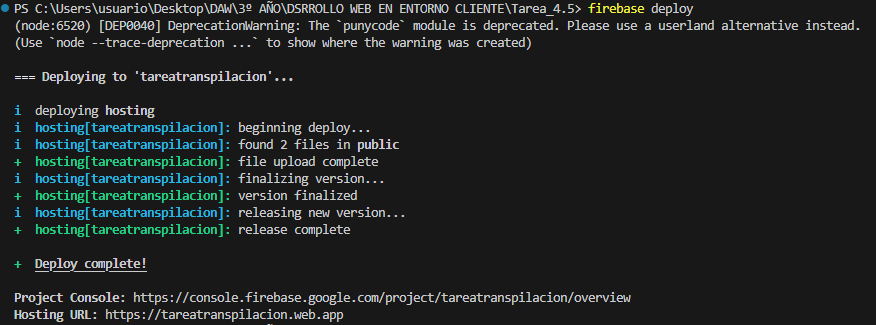 PS C:\Users\usuario\Desktop\DAW\3º AÑO\DSRROLLO WEB EN ENTORNO CLIENTE\Tarea_4.5> firebase deploy
(node:6520) [DEP0040] DeprecationWarning: The `punycode` module is deprecated. Please use a userland alternative instead.
(Use `node --trace-deprecation ...` to show where the warning was created)
=== Deploying to 'tareatranspilacion'...
i deploying hosting
i hosting[tareatranspilacion]: beginning deploy...
i hosting[tareatranspilacion]: found 2 files in public
+ hosting[tareatranspilacion]: file upload complete
i hosting[tareatranspilacion]: finalizing version...
+ hosting[tareatranspilacion]: version finalized
i hosting[tareatranspilacion]: releasing new version...
+ hosting[tareatranspilacion]: release complete
+ Deploy complete!
Project Console: https://console.firebase.google.com/project/tareatranspilacion/overview
Hosting URL: https://tareatranspilacion.web.app